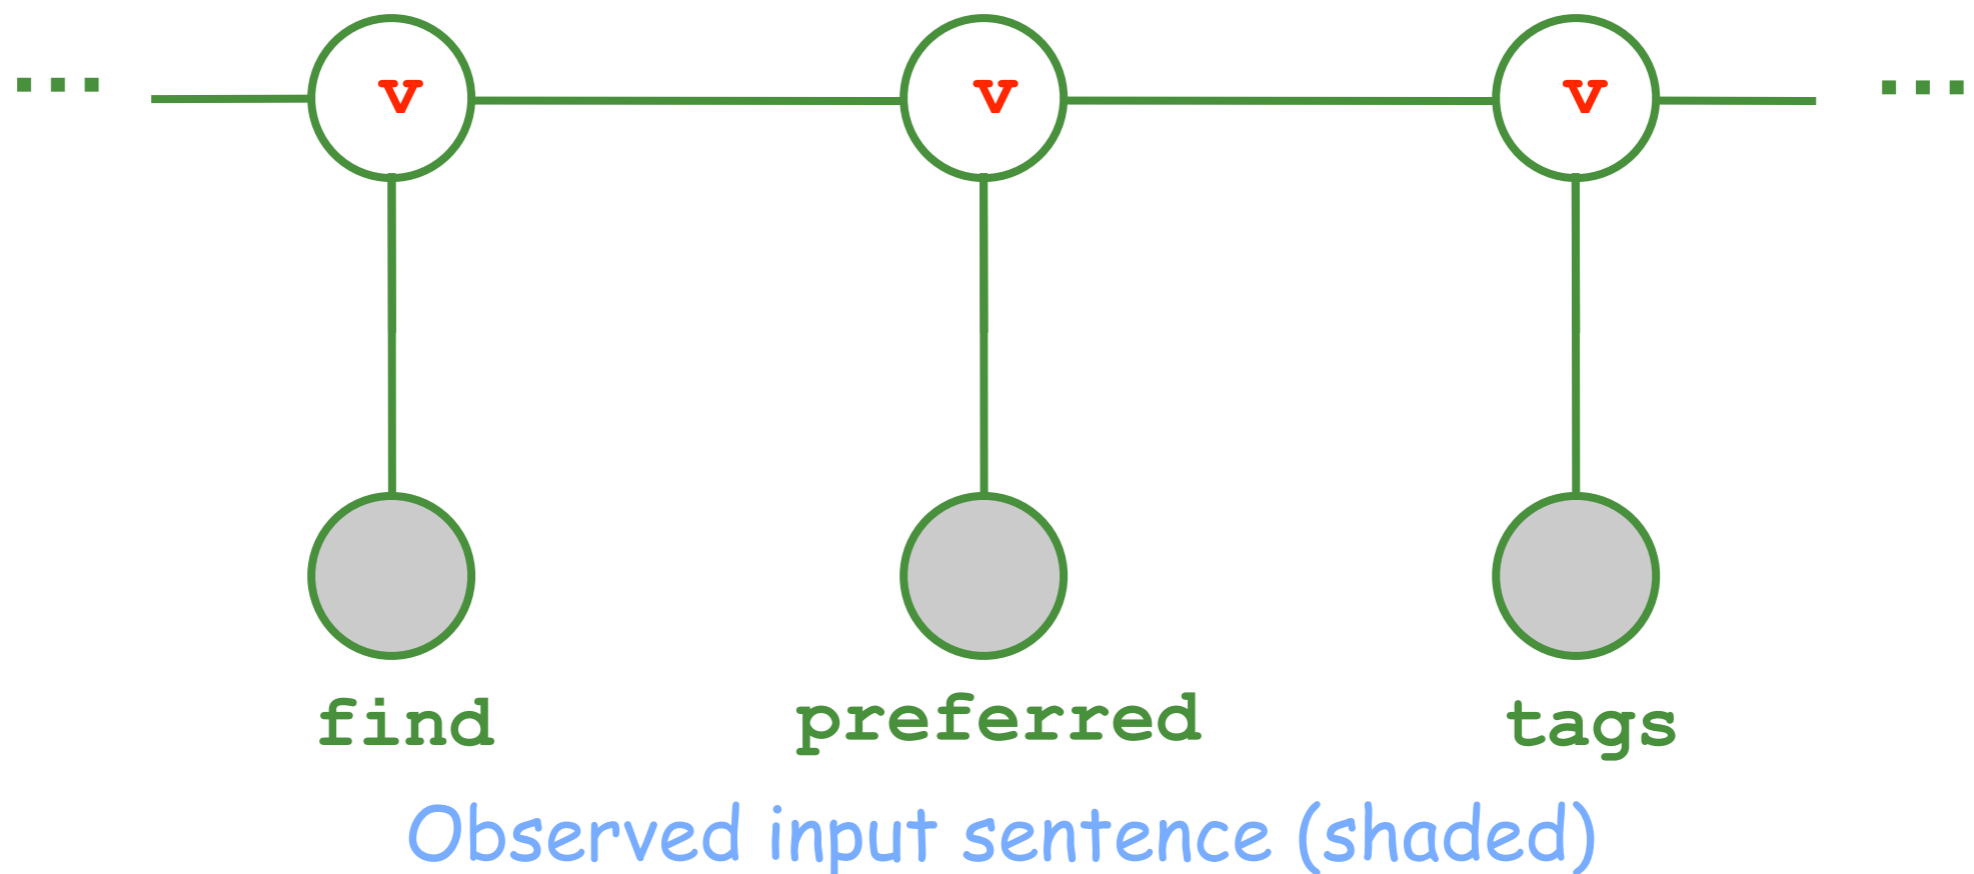 ... v v v ...
find preferred tags
Observed input sentence (shaded)